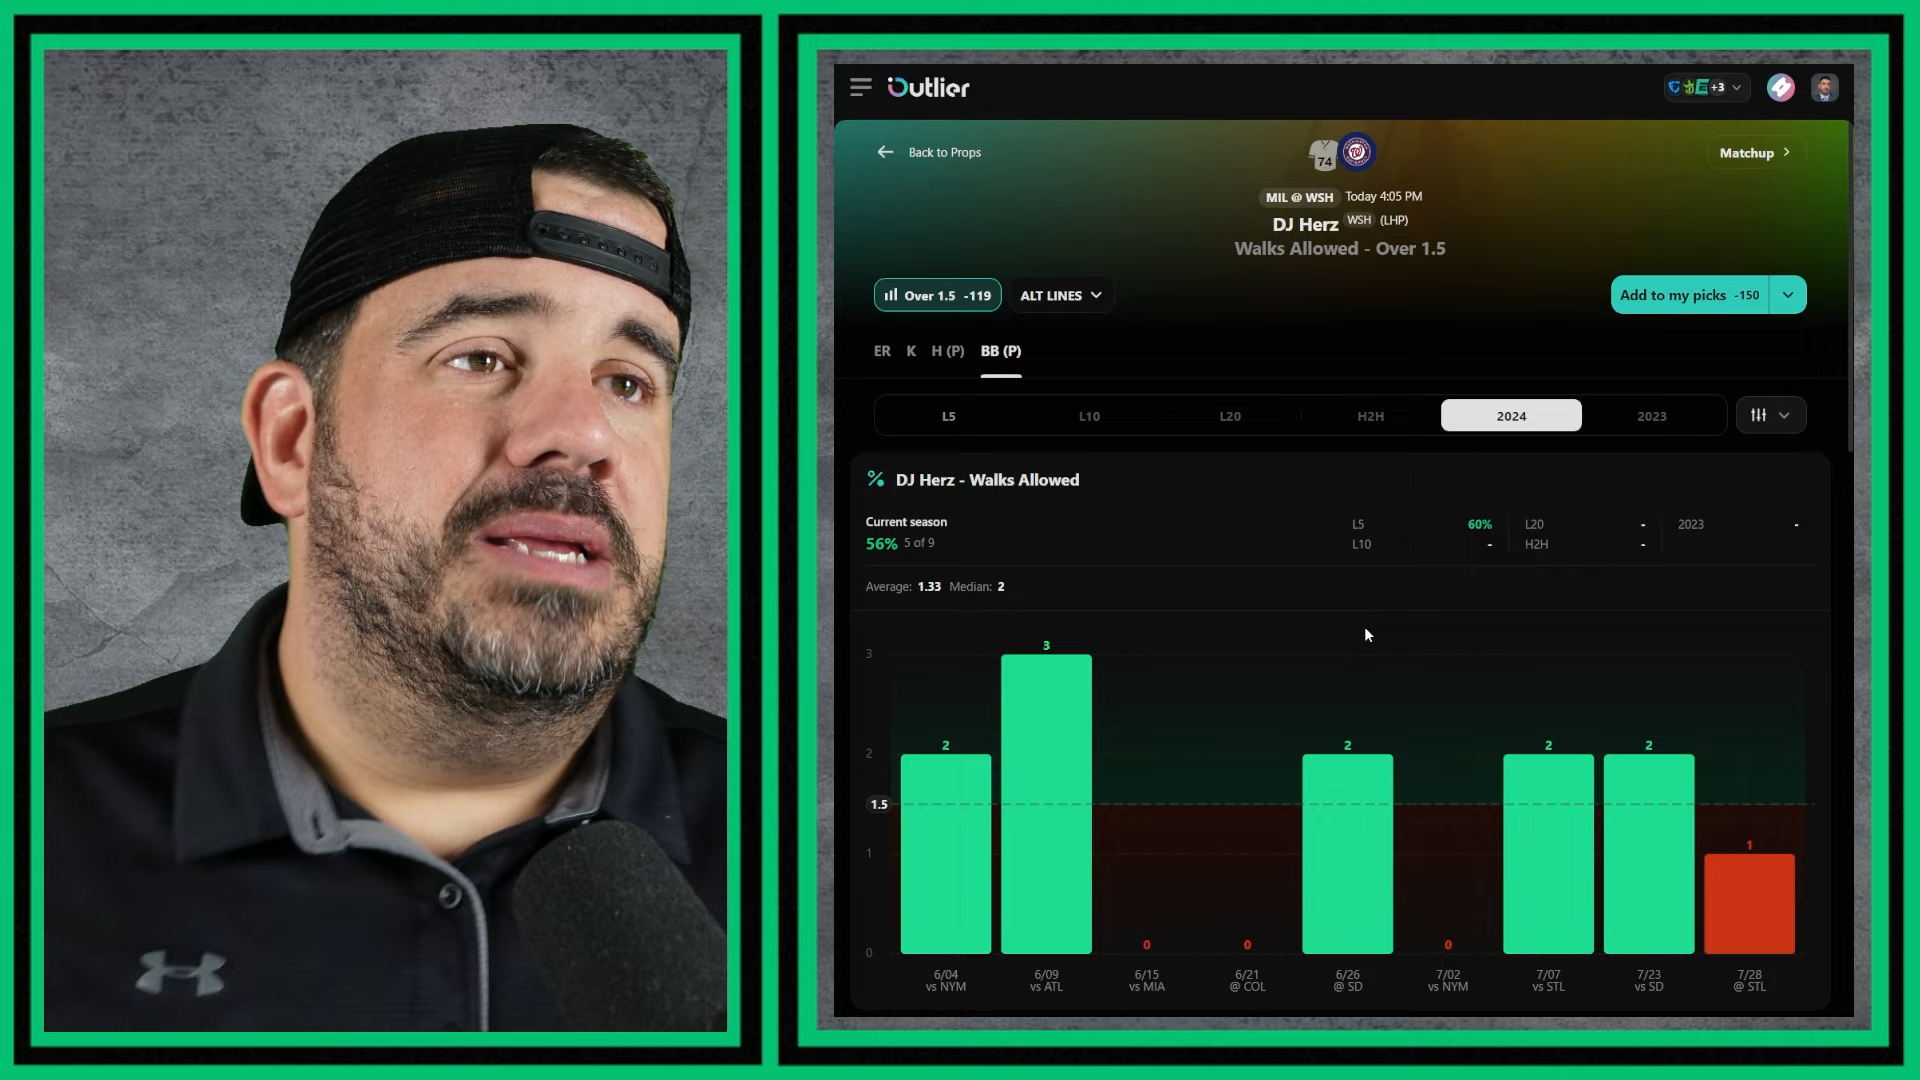 Outlier
+3
Back to Props
74
W
Matchup
MIL @ WSH Today 4:05 PM
DJ Herz WSH (LHP)
Walks Allowed - Over 1.5
Over 1.5 -119
ALT LINES
Add to my picks -150
ER K H (P) BB (P)
L5 L10 L20 H2H 2024 2023
DJ Herz - Walks Allowed
Current season
56% 5 of 9
L5 60% L20 - 2023 -
L10 - H2H -
Average: 1.33 Median: 2
3
2
1.5
1
0
2 3 0 0 2 0 2 2 1
6/04 6/09 6/15 6/21 6/26 7/02 7/07 7/23 7/28
vs NYM vs ATL vs MIA @ COL @ SD vs NYM vs STL vs SD @ STL